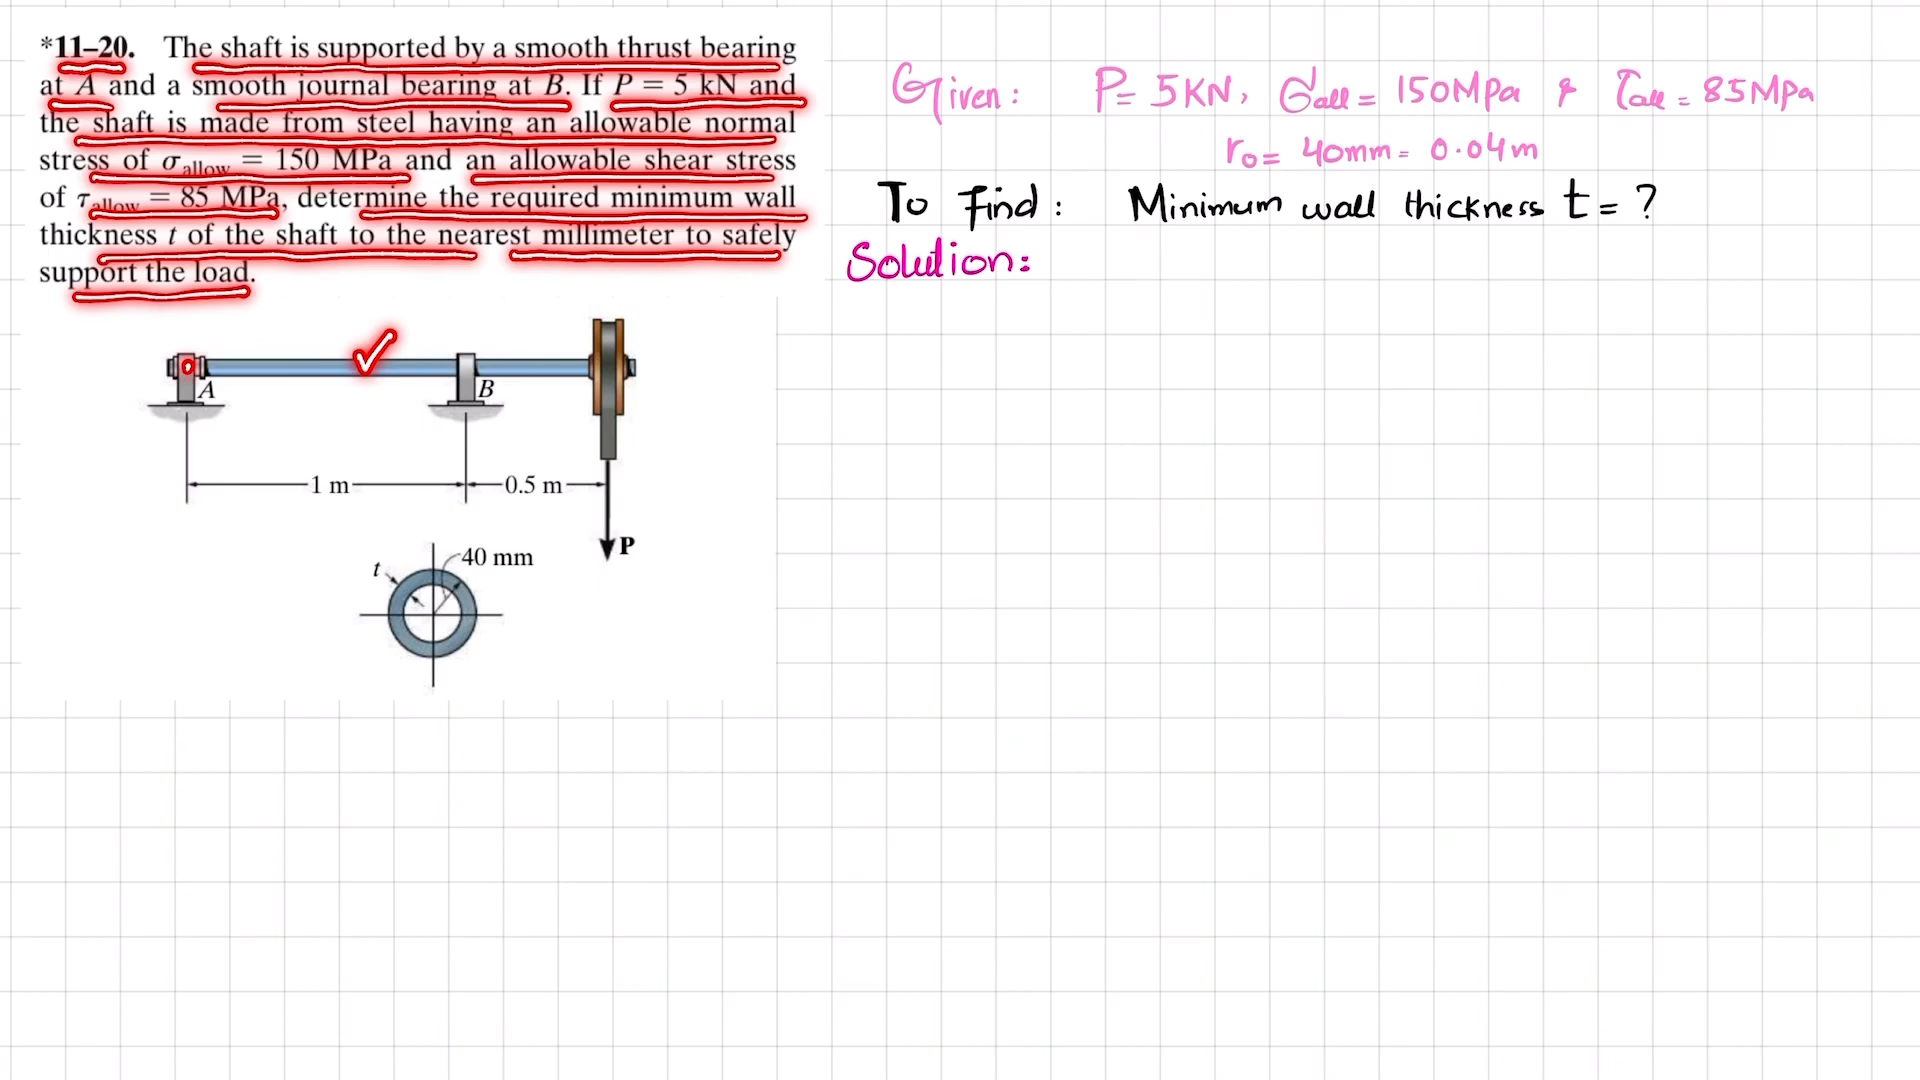 *11–20. The shaft is supported by a smooth thrust bearing
at A and a smooth journal bearing at B. If P = 5 kN and
the shaft is made from steel having an allowable normal
stress of σallow = 150 MPa and an allowable shear stress
of τallow = 85 MPa, determine the required minimum wall
thickness t of the shaft to the nearest millimeter to safely
support the load.
Given: P = 5KN, σall = 150MPa & τall = 85MPa
ro = 40mm = 0.04m
To Find: Minimum wall thickness t = ?
Solution:
A
B
1 m
0.5 m
P
t
40 mm